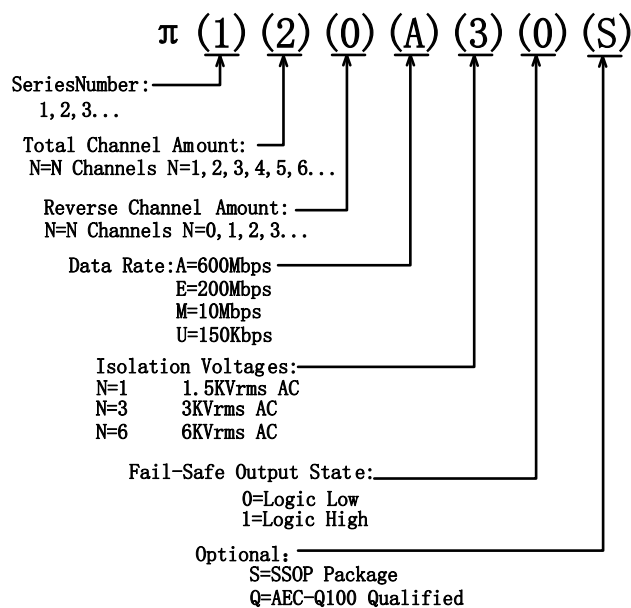 π (1) (2) (0) (A) (3) (0) (S)
SeriesNumber:
1,2,3...
Total Channel Amount:
N=N Channels N=1,2,3,4,5,6...
Reverse Channel Amount:
N=N Channels N=0,1,2,3...
Data Rate:A=600Mbps
E=200Mbps
M=10Mbps
U=150Kbps
Isolation Voltages:
N=1 1.5KVrms AC
N=3 3KVrms AC
N=6 6KVrms AC
Fail-Safe Output State:
0=Logic Low
1=Logic High
Optional:
S=SSOP Package
Q=AEC-Q100 Qualified